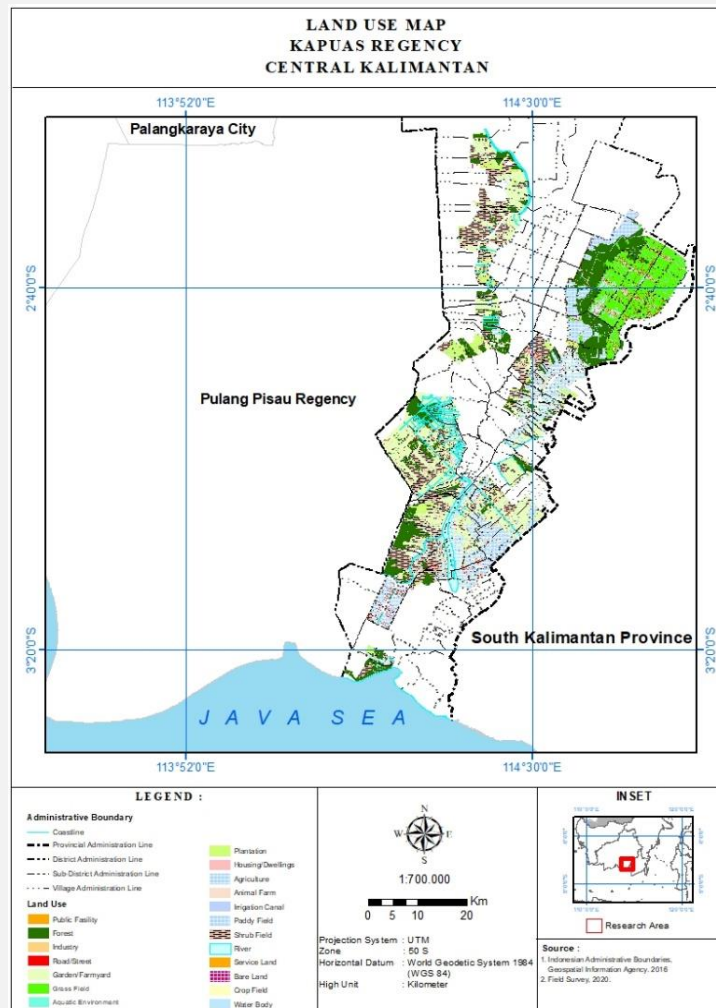 LAND USE MAP
KAPUAS REGENCY
CENTRAL KALIMANTAN
113°52'0"E
114°30'0"E
Palangkaraya City
2°40'0"S
2°40'0"S
Pulang Pisau Regency
South Kalimantan Province
3°20'0"S
3°20'0"S
JAVA SEA
113°52'0"E
114°30'0"E
LEGEND :
Administrative Boundary
Coastline
Provincial Administration Line
District Administration Line
Sub-District Administration Line
Village Administration Line
Land Use
Public Facility
Forest
Industry
Road/Street
Garden/Farmyard
Grass Field
Aquatic Environment
Plantation
Housing/Dwellings
Agriculture
Animal Farm
Irrigation Canal
Paddy Field
Shrub Field
River
Service Land
Bare Land
Crop Field
Water Body
N
W E
S
1:700.000
Km
0 5 10 20
Projection System : UTM
Zone : 50 S
Horizontal Datum : World Geodetic System 1984
(WGS 84)
High Unit : Kilometer
INSET
Research Area
Source :
1. Indonesian Administrative Boundaries,
Geospatial Information Agency. 2016
2. Field Survey, 2020.